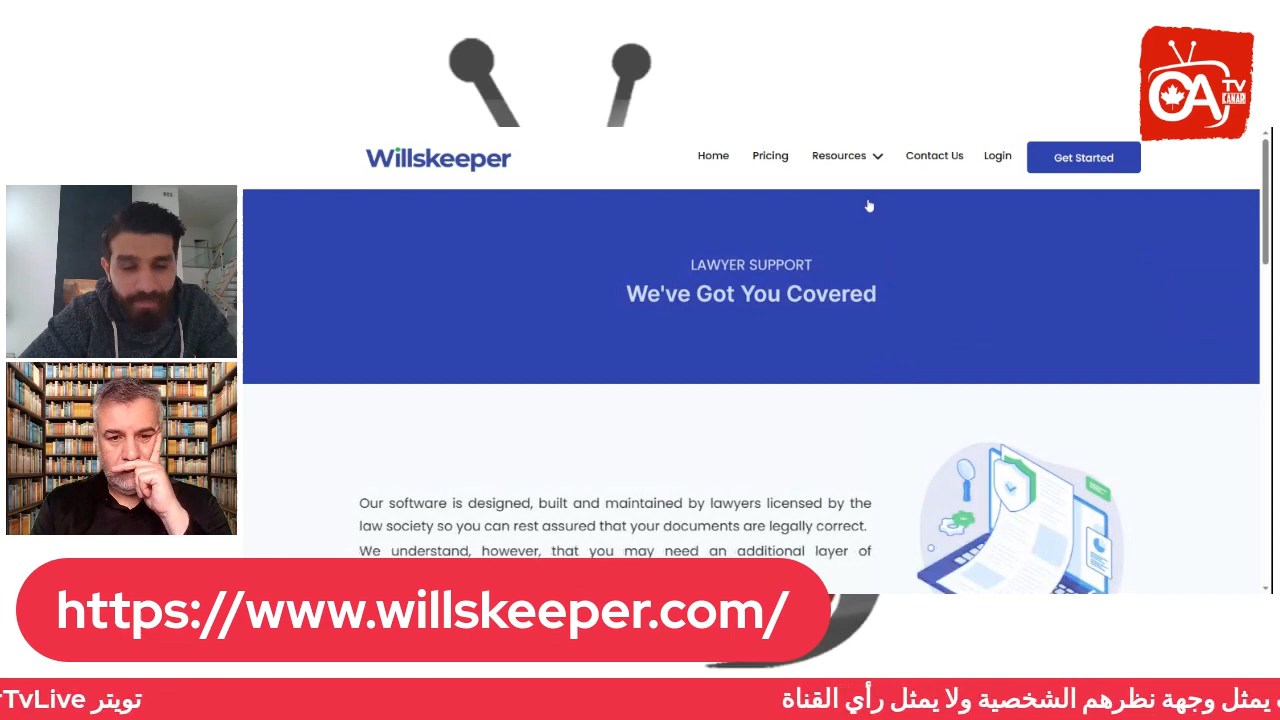 OA TV
CANAR
Willskeeper
Home Pricing Resources Contact Us Login Get Started
LAWYER SUPPORT
We've Got You Covered
Our software is designed, built and maintained by lawyers licensed by the
law society so you can rest assured that your documents are legally correct.
We understand, however, that you may need an additional layer of
https://www.willskeeper.com/
TvLive تويتر
يمثل وجهة نظرهم الشخصية ولا يمثل رأي القناة